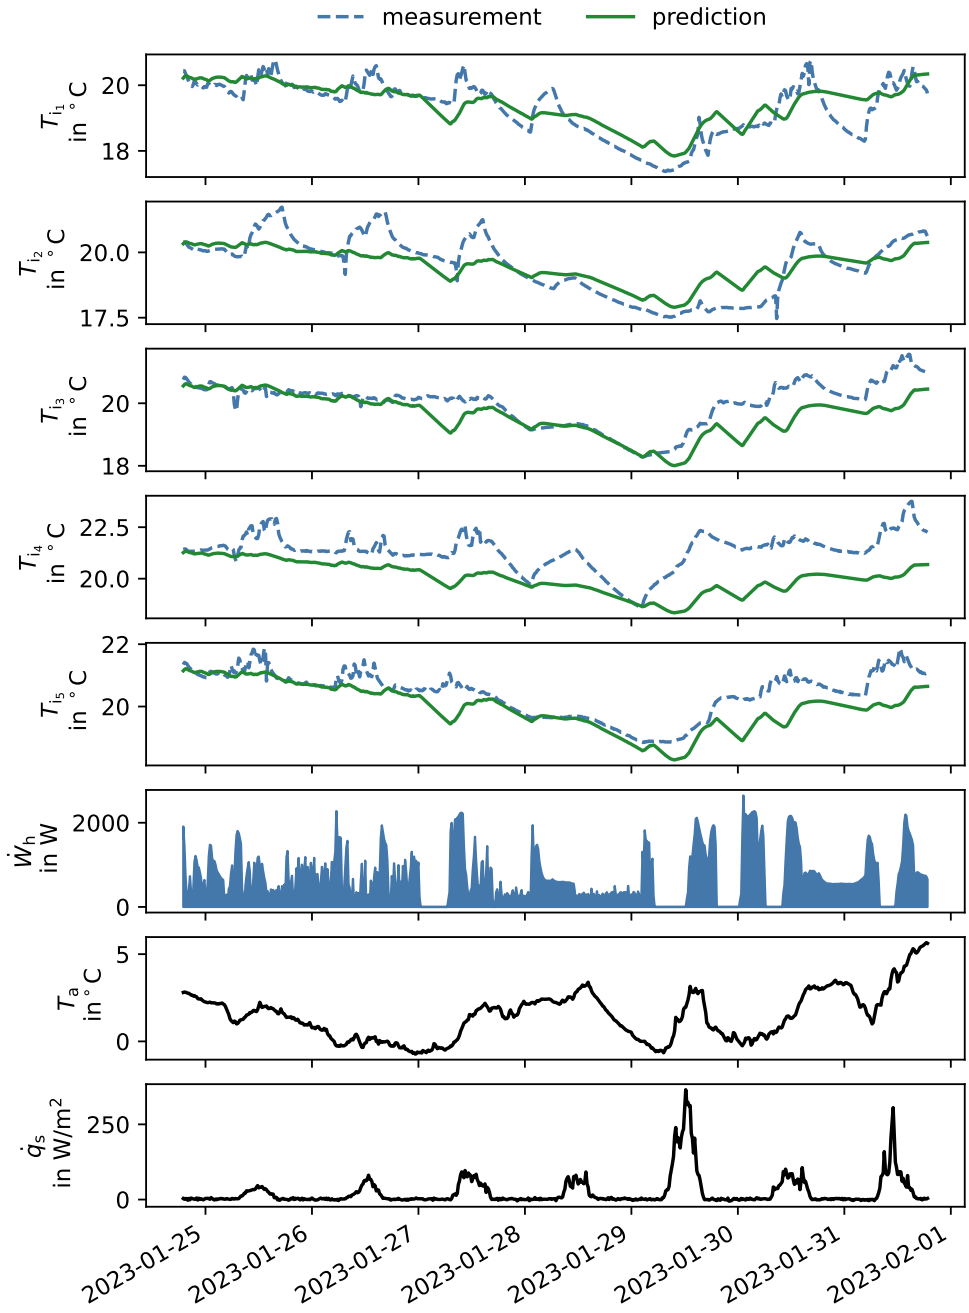 measurement prediction
20
18
T_i₁
in °C
20.0
17.5
T_i₂
in °C
20
18
T_i₃
in °C
22.5
20.0
T_i₄
in °C
22
20
T_i₅
in °C
2000
0
Ẇ_h
in W
5
0
T_a
in °C
250
0
q̇_s
in W/m²
2023-01-25
2023-01-26
2023-01-27
2023-01-28
2023-01-29
2023-01-30
2023-01-31
2023-02-01